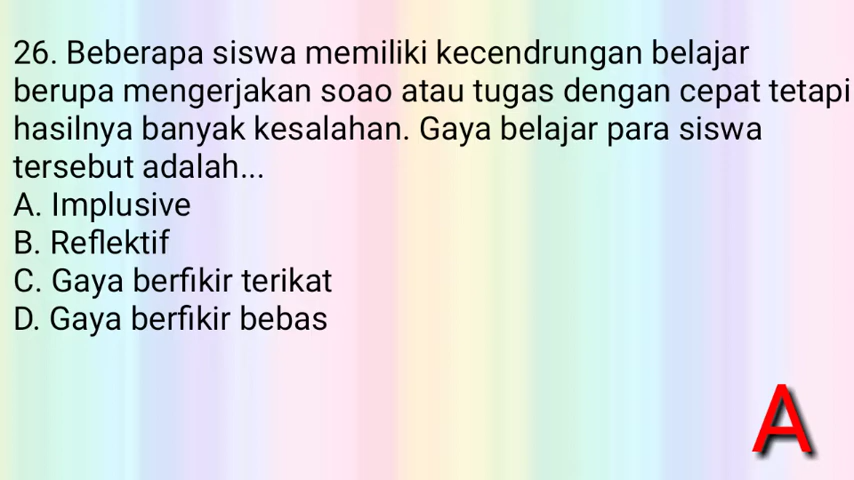 26. Beberapa siswa memiliki kecendrungan belajar
berupa mengerjakan soao atau tugas dengan cepat tetapi
hasilnya banyak kesalahan. Gaya belajar para siswa
tersebut adalah...
A. Implusive
B. Reflektif
C. Gaya berfikir terikat
D. Gaya berfikir bebas
A